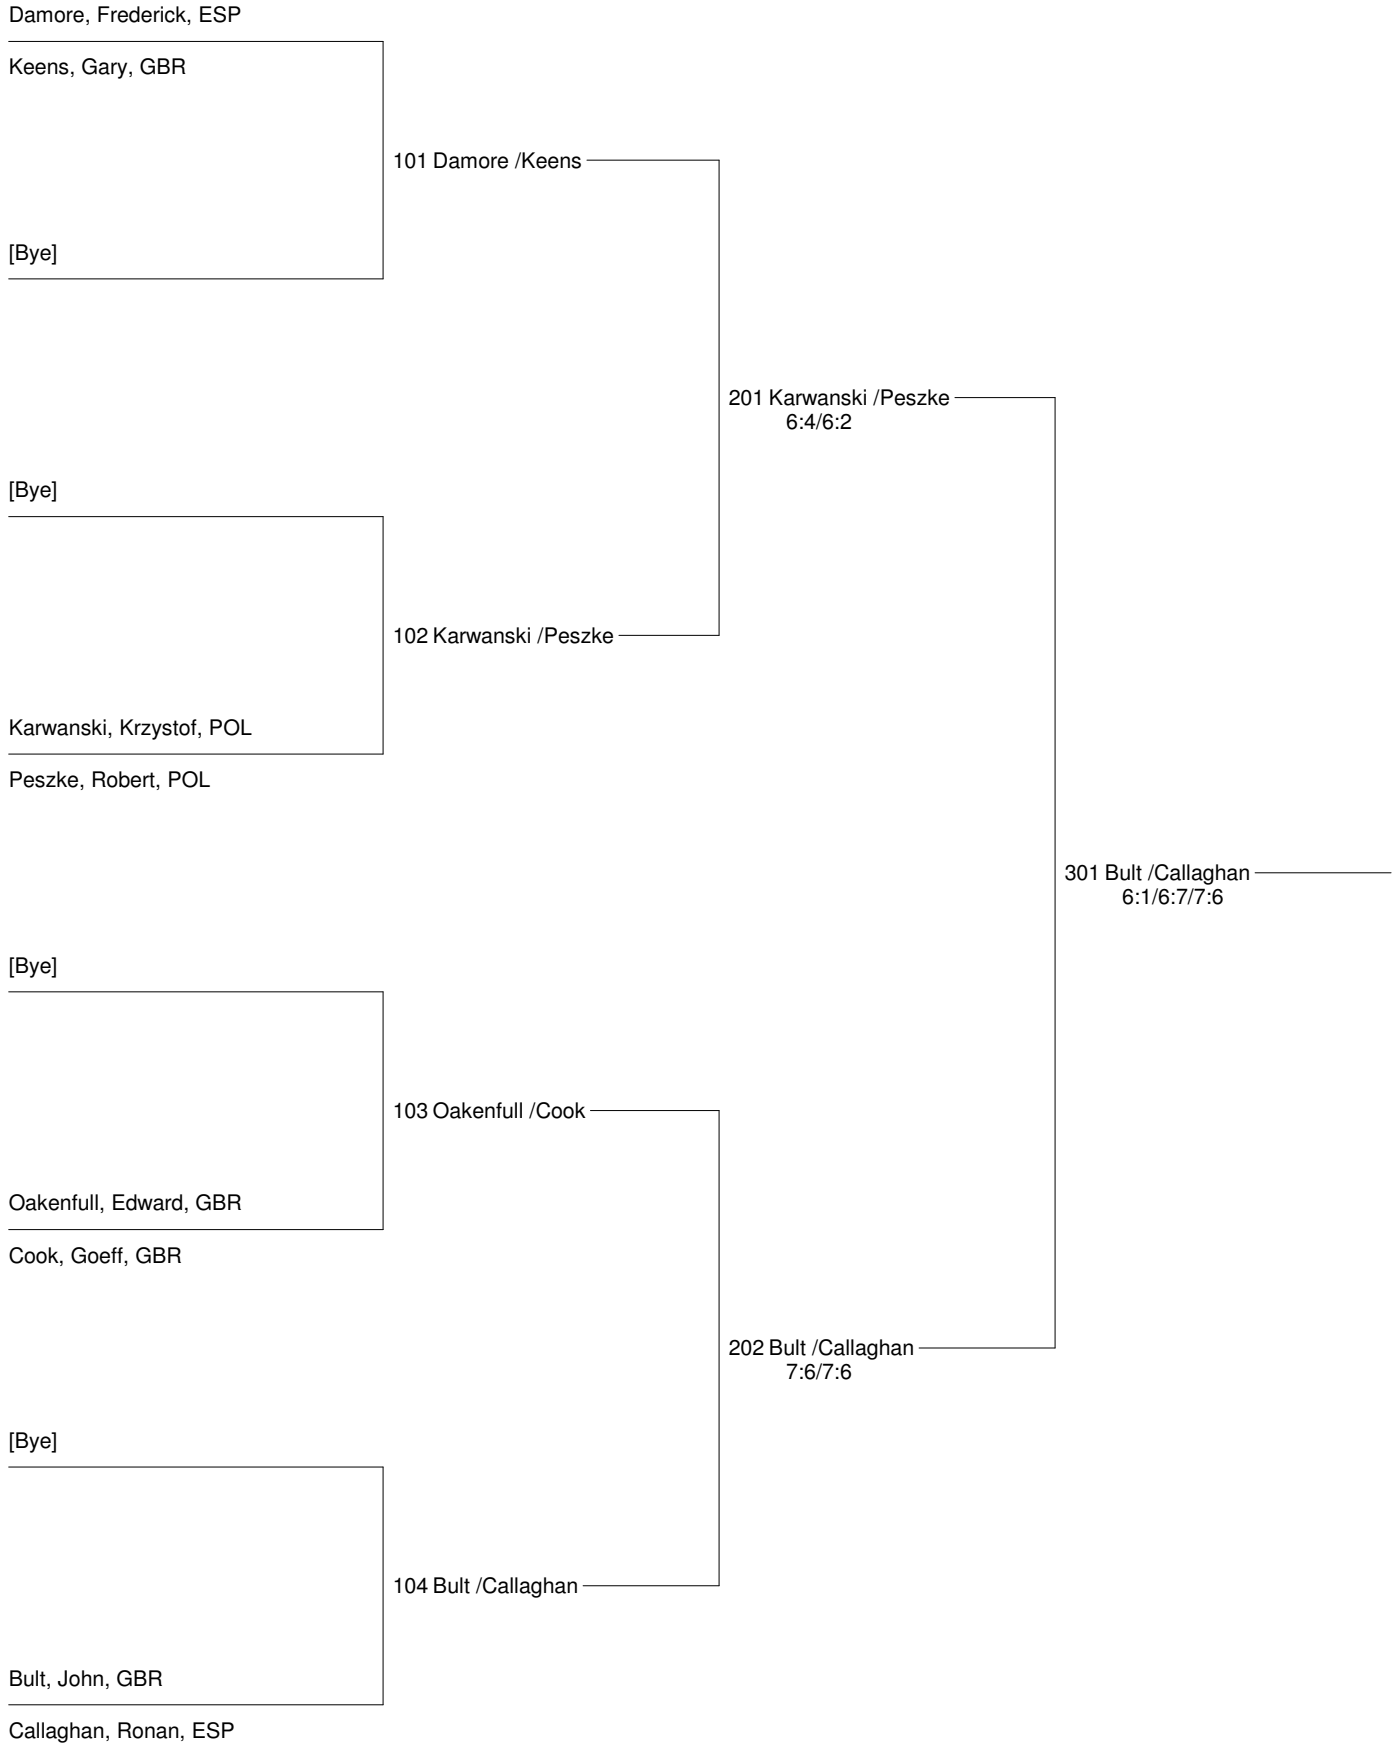 Damore, Frederick, ESP
Keens, Gary, GBR
101 Damore /Keens
[Bye]
201 Karwanski /Peszke
6:4/6:2
[Bye]
102 Karwanski /Peszke
Karwanski, Krzystof, POL
Peszke, Robert, POL
301 Bult /Callaghan
6:1/6:7/7:6
[Bye]
103 Oakenfull /Cook
Oakenfull, Edward, GBR
Cook, Goeff, GBR
202 Bult /Callaghan
7:6/7:6
[Bye]
104 Bult /Callaghan
Bult, John, GBR
Callaghan, Ronan, ESP